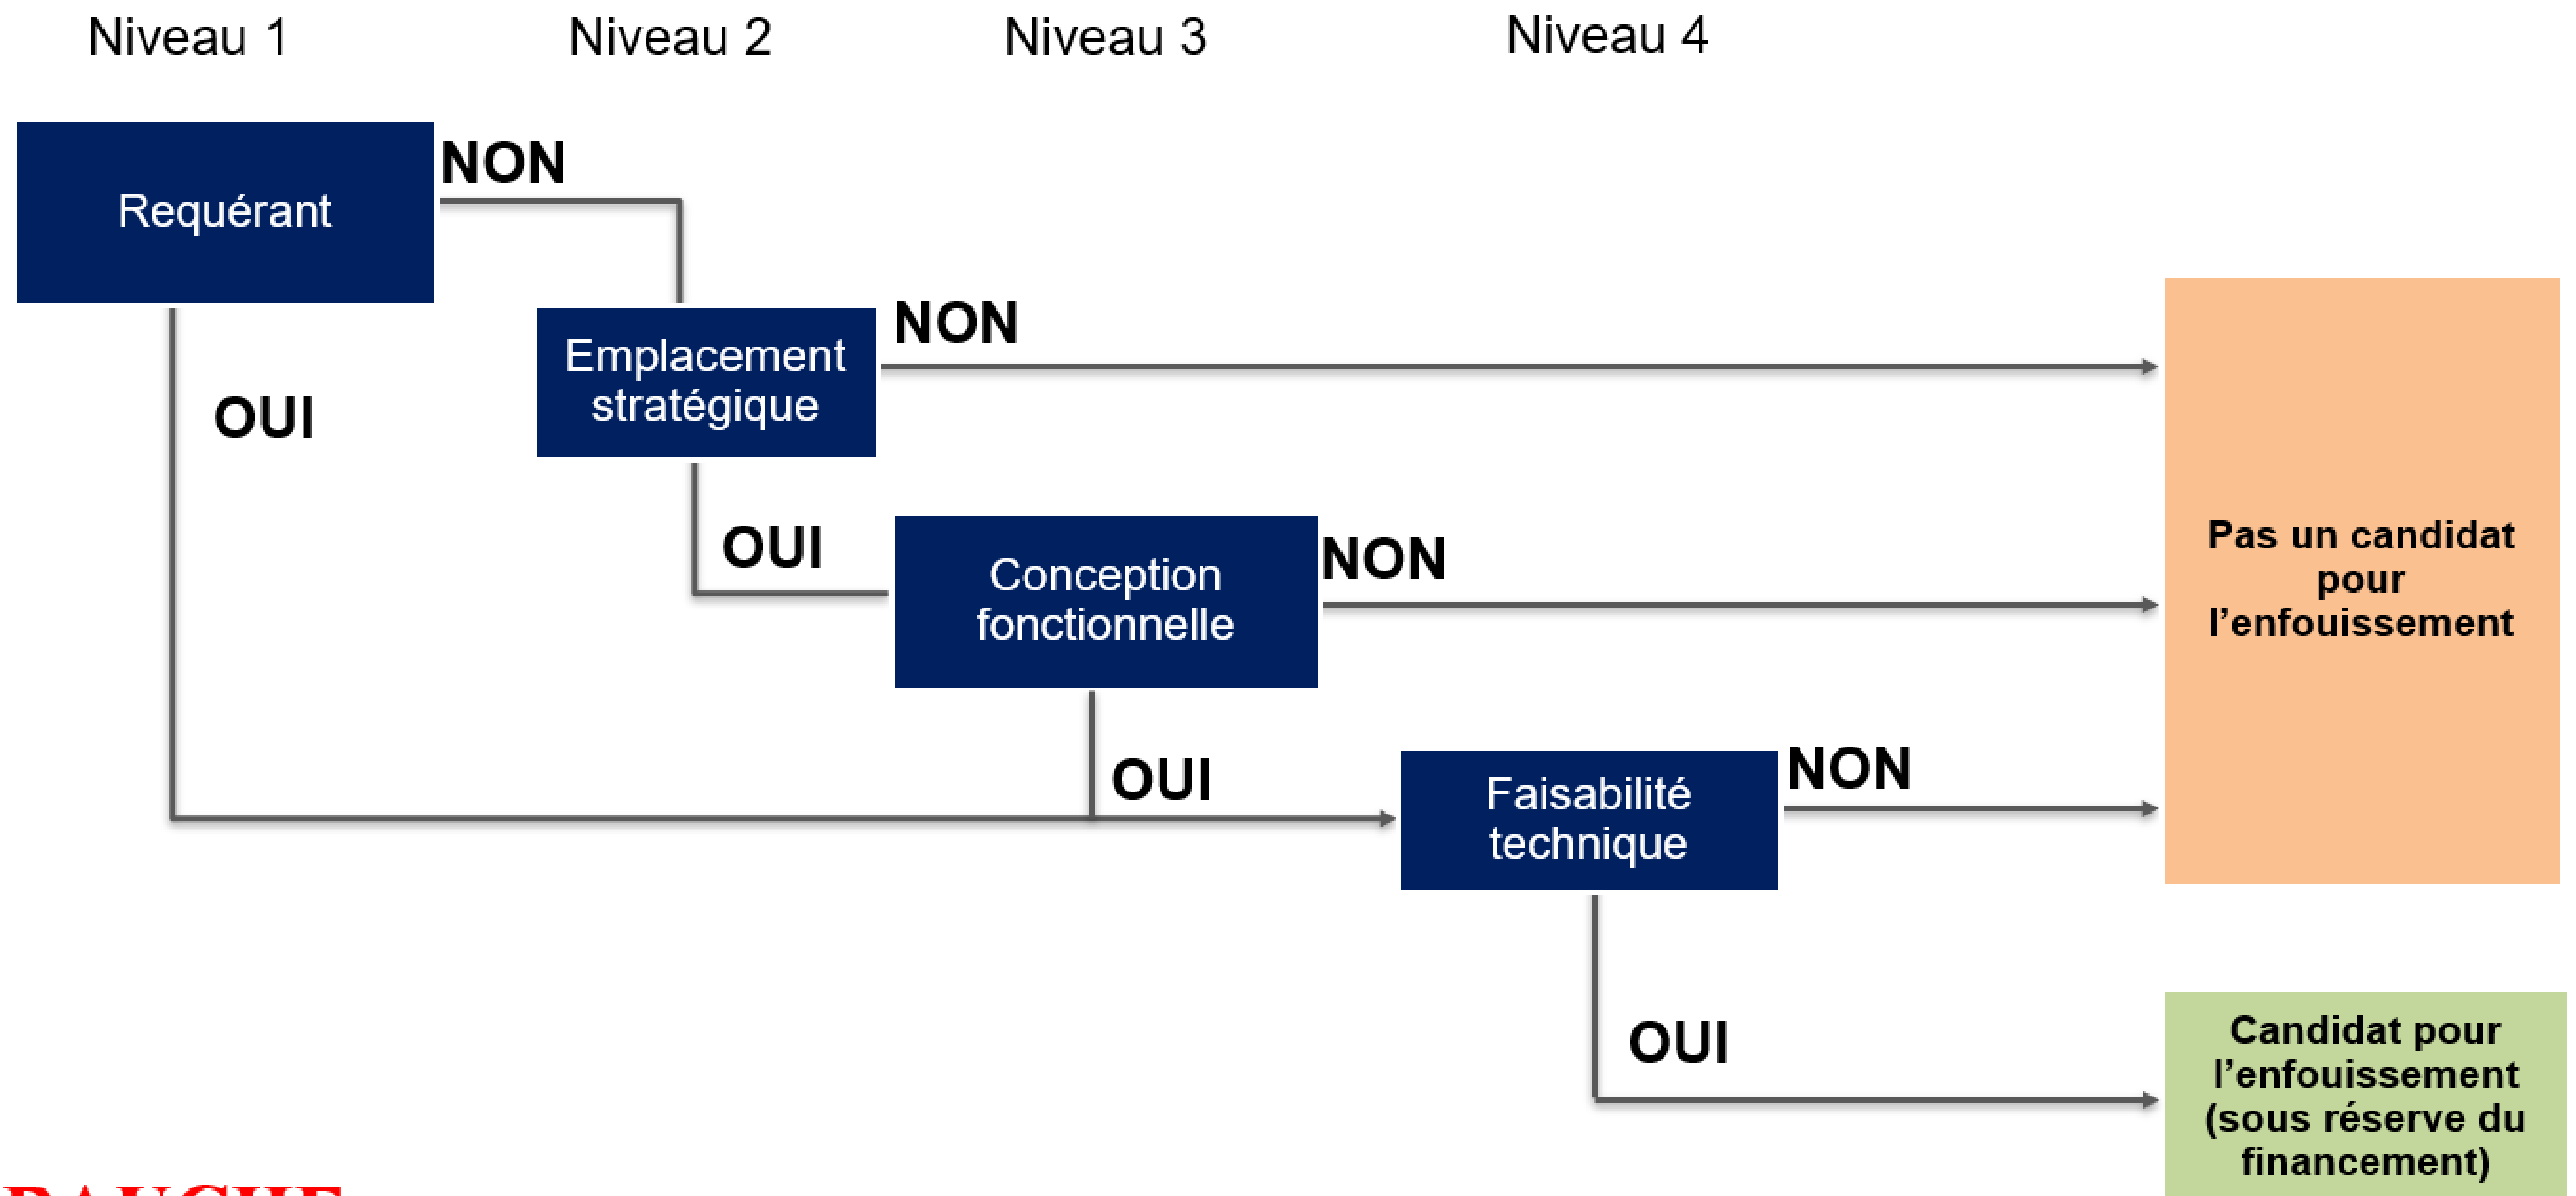 Niveau 1
Niveau 2
Niveau 3
Niveau 4
Requérant
NON
OUI
Emplacement
stratégique
NON
OUI
Conception
fonctionnelle
NON
OUI
Faisabilité
technique
NON
OUI
Pas un candidat
pour
l’enfouissement
Candidat pour
l’enfouissement
(sous réserve du
financement)